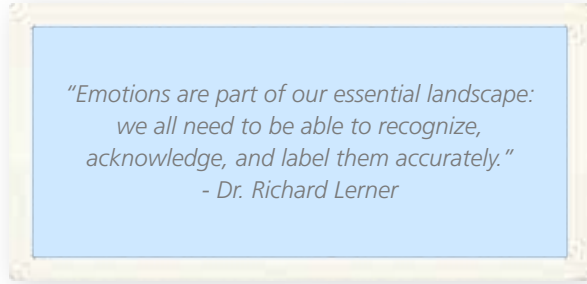 “Emotions are part of our essential landscape:
we all need to be able to recognize,
acknowledge, and label them accurately.”
- Dr. Richard Lerner